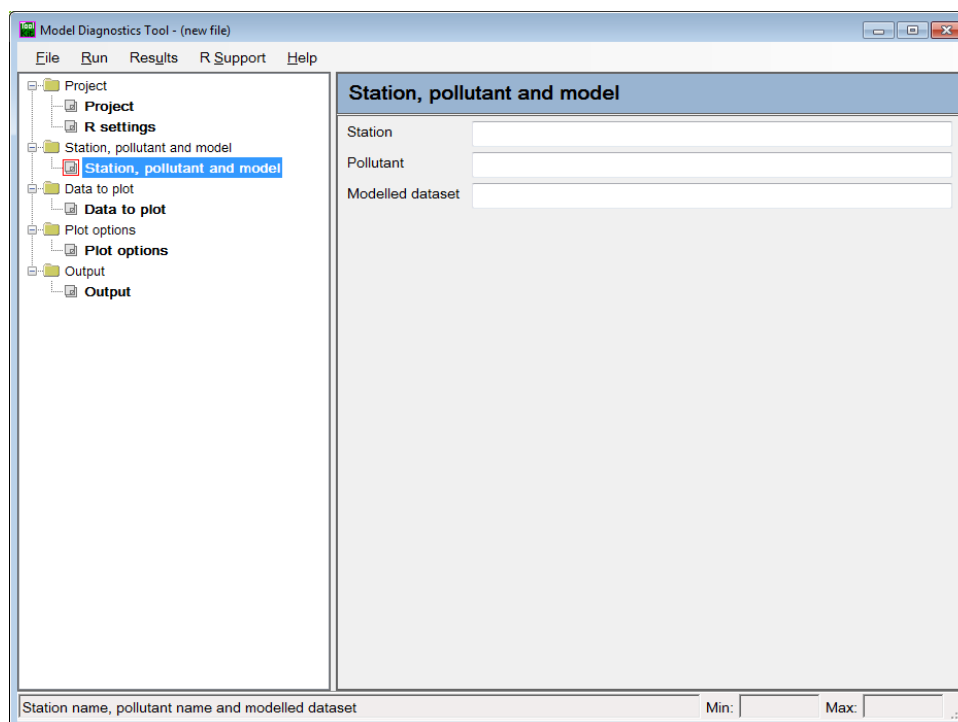 Model Diagnostics Tool - (new file)
File Run Results R Support Help
Project
Project
R settings
Station, pollutant and model
Station, pollutant and model
Data to plot
Data to plot
Plot options
Plot options
Output
Output
Station, pollutant and model
Station
Pollutant
Modelled dataset
Station name, pollutant name and modelled dataset
Min:
Max: